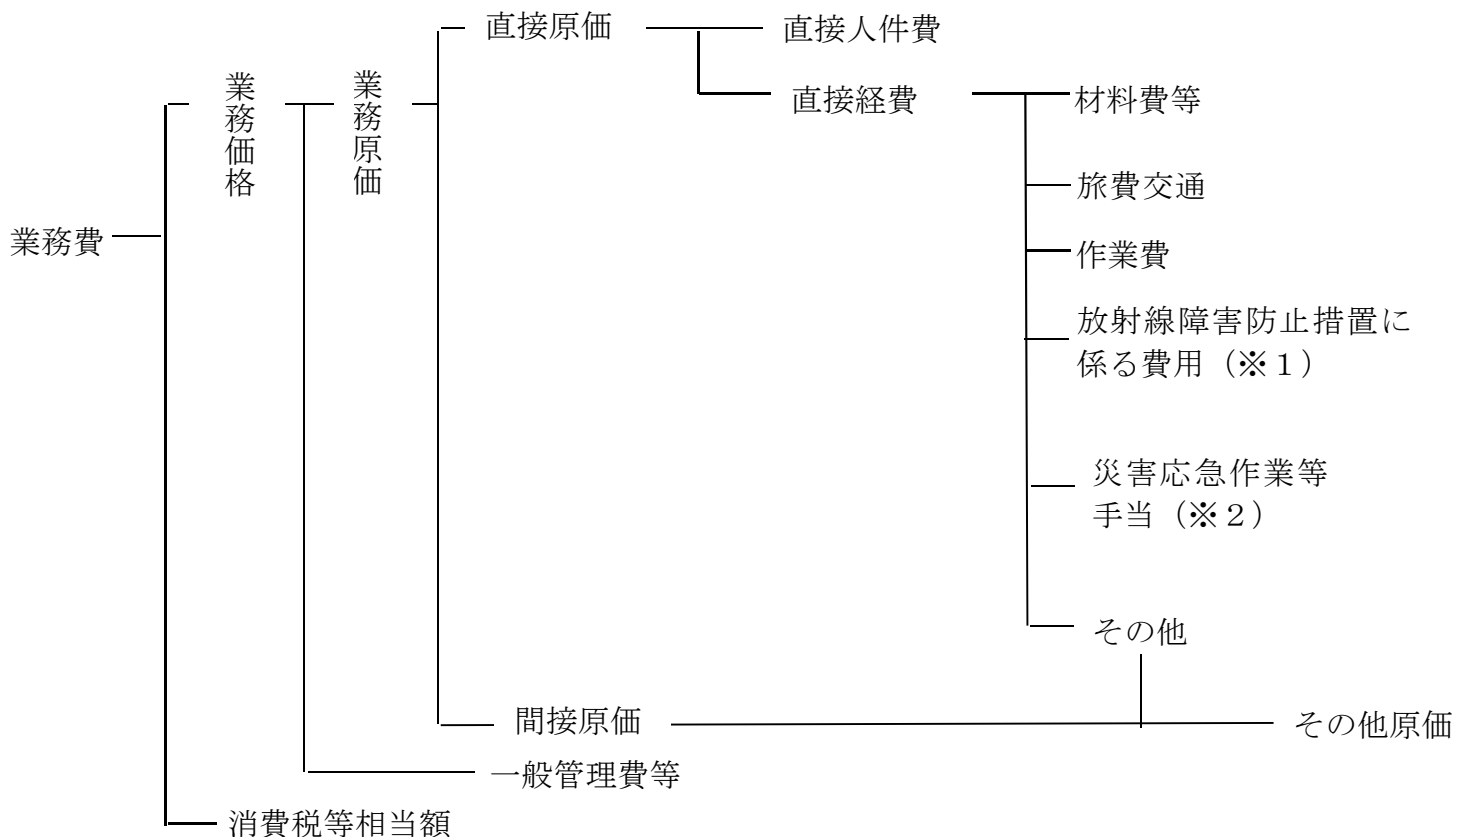 直接原価
直接人件費
業務価格
業務原価
直接経費
材料費等
旅費交通
業務費
作業費
放射線障害防止措置に
係る費用（※１）
災害応急作業等
手当（※２）
その他
間接原価
その他原価
一般管理費等
消費税等相当額